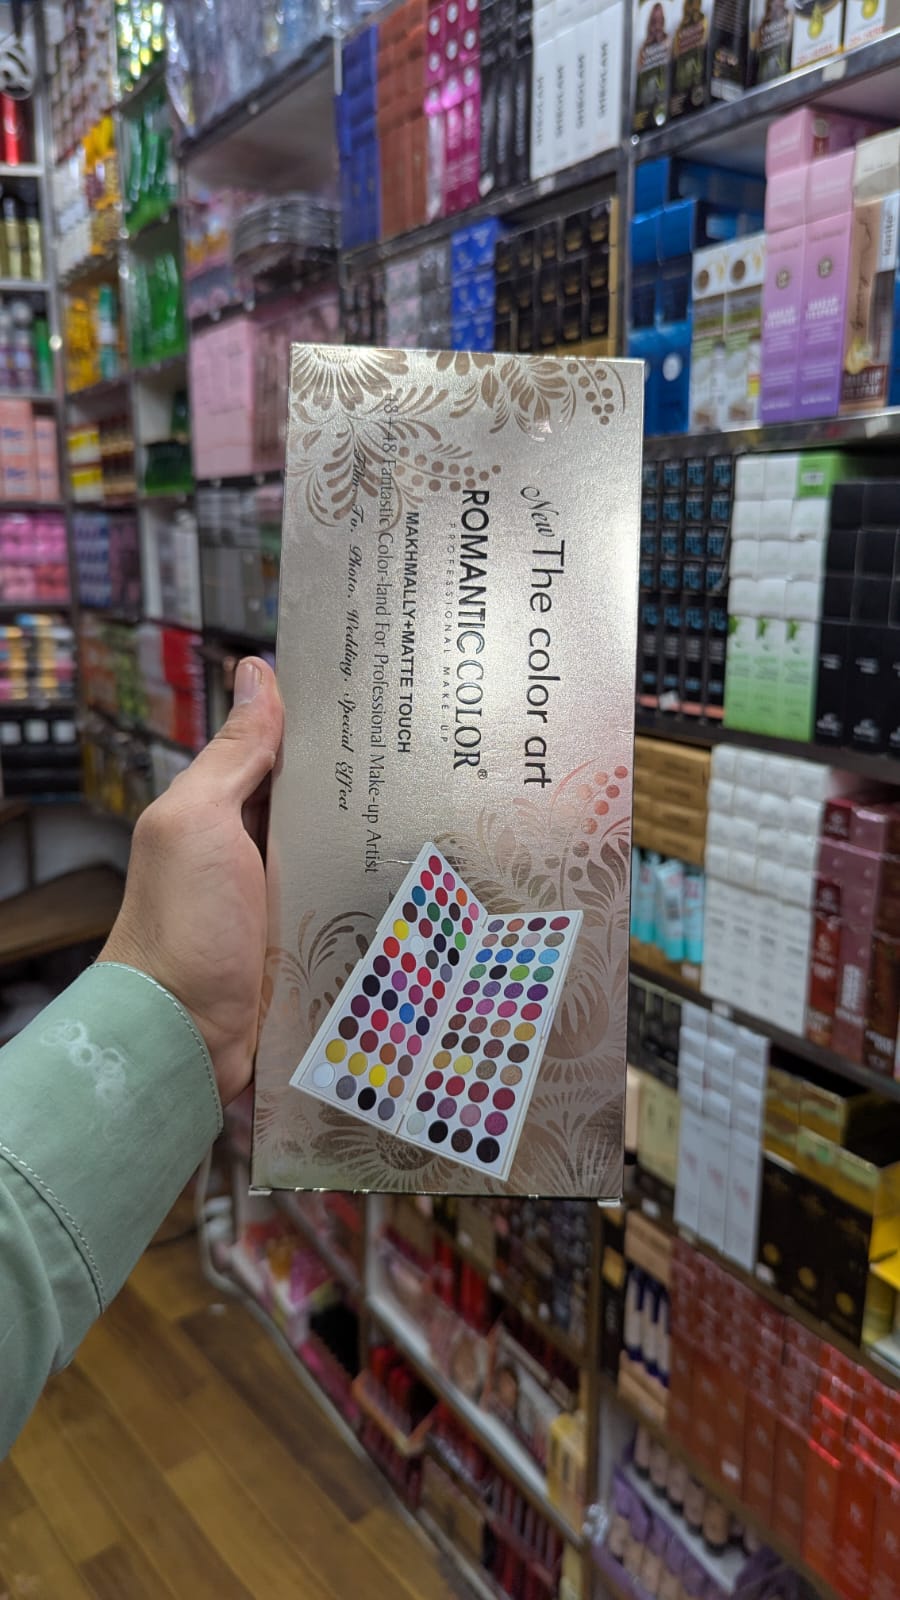 New The color art
ROMANTIC COLOR®
PROFESSIONAL MAKE UP
MAKHMALLY+MATTE TOUCH
48+48 Fantastic Color-land For Professional Make-up Artist
Film. Tv. Photo. Wedding. Special Effect